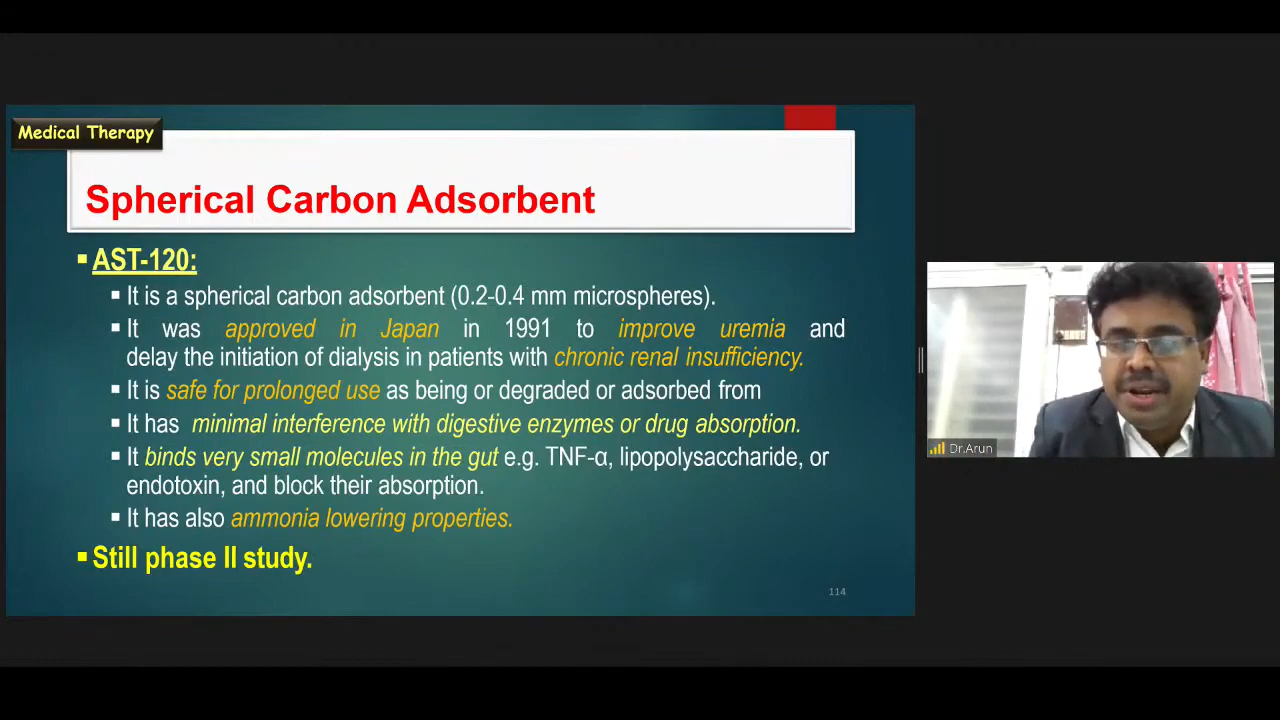 Medical Therapy
Spherical Carbon Adsorbent
AST-120:
It is a spherical carbon adsorbent (0.2-0.4 mm microspheres).
It was approved in Japan in 1991 to improve uremia and
delay the initiation of dialysis in patients with chronic renal insufficiency.
It is safe for prolonged use as being or degraded or adsorbed from
It has minimal interference with digestive enzymes or drug absorption.
It binds very small molecules in the gut e.g. TNF-α, lipopolysaccharide, or
endotoxin, and block their absorption.
It has also ammonia lowering properties.
Still phase II study.
114
Dr.Arun